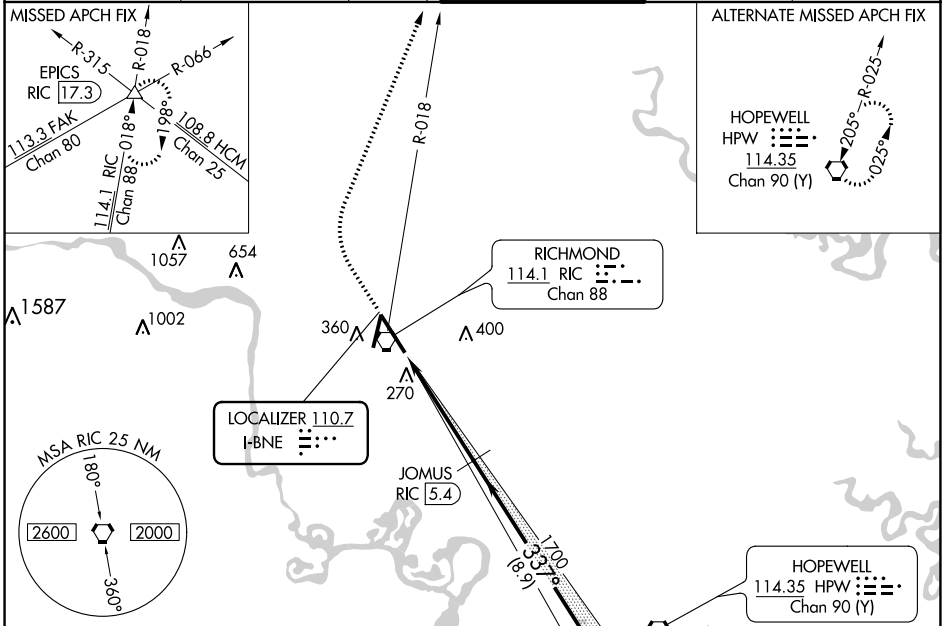 MISSED APCH FIX
R-315
R-018
R-066
EPICS
RIC 17.3
113.3 FAK
Chan 80
018°
198°
108.8 HCM
Chan 25
114.1 RIC
Chan 88
R-018
ALTERNATE MISSED APCH FIX
R-025
HOPEWELL
HPW
114.35
Chan 90 (Y)
205°
025°
1057
654
1587
1002
RICHMOND
114.1 RIC
Chan 88
360
400
270
LOCALIZER 110.7
I-BNE
JOMUS
RIC 5.4
MSA RIC 25 NM
180°
2600
2000
360°
1700
337°
(8.9)
HOPEWELL
114.35 HPW
Chan 90 (Y)